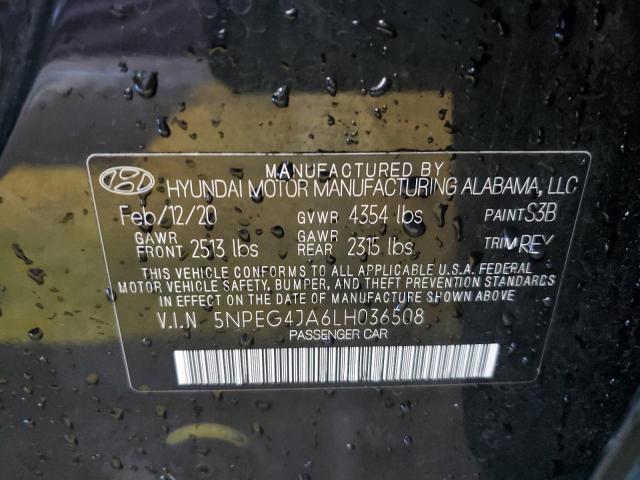 MANUFACTURED BY
HYUNDAI MOTOR MANUFACTURING ALABAMA, LLC
Feb/12/20 GVWR 4354 lbs PAINT S3B
GAWR FRONT 2513 lbs GAWR REAR 2315 lbs TRIM REY
THIS VEHICLE CONFORMS TO ALL APPLICABLE U.S.A. FEDERAL
MOTOR VEHICLE SAFETY, BUMPER, AND THEFT PREVENTION STANDARDS
IN EFFECT ON THE DATE OF MANUFACTURE SHOWN ABOVE
V.I.N 5NPEG4JA6LH036508
PASSENGER CAR